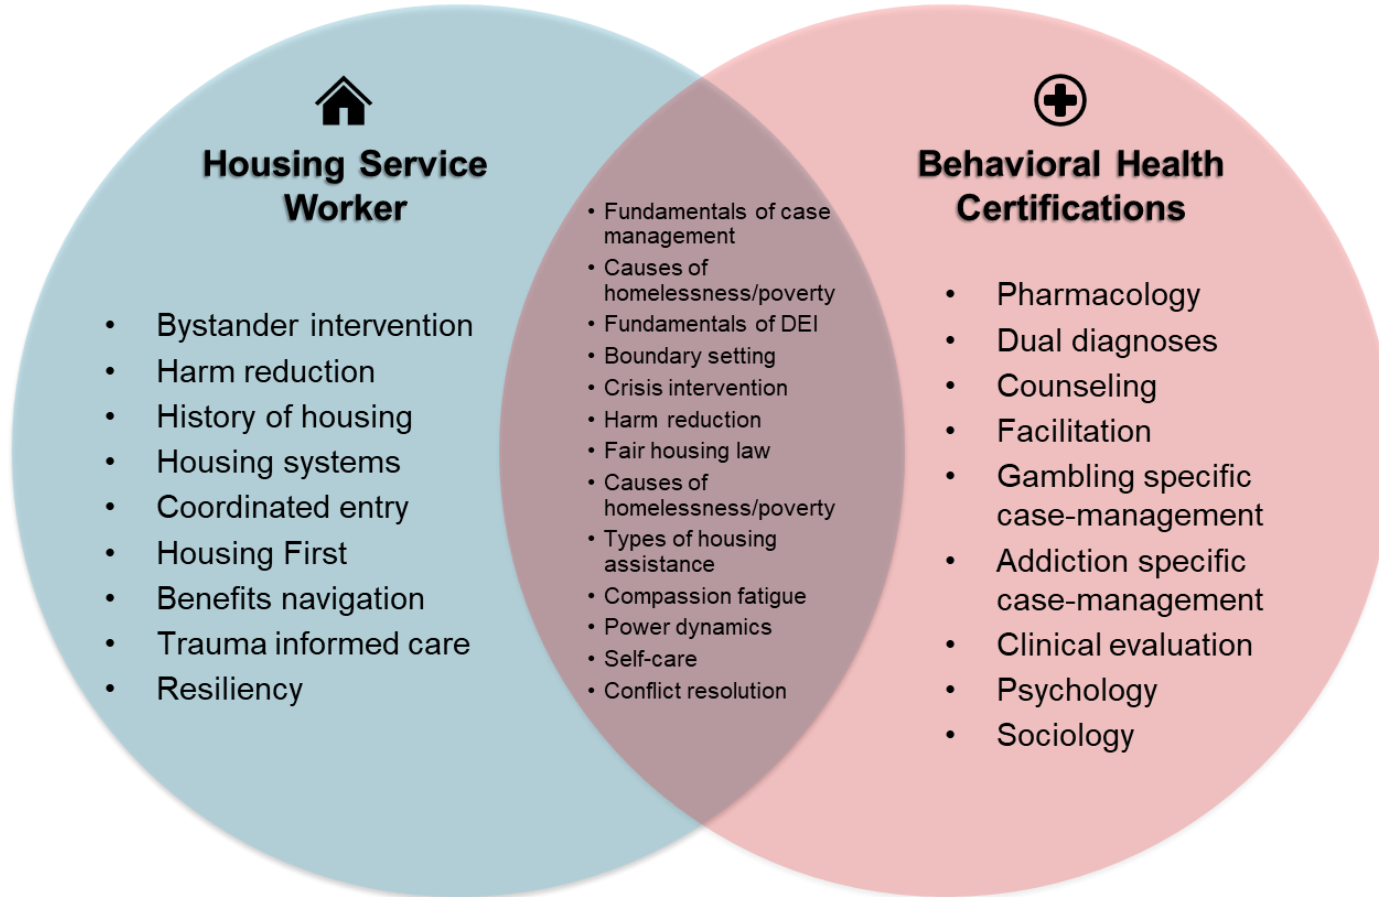 Housing Service
Worker
• Bystander intervention
• Harm reduction
• History of housing
• Housing systems
• Coordinated entry
• Housing First
• Benefits navigation
• Trauma informed care
• Resiliency
• Fundamentals of case
management
• Causes of
homelessness/poverty
• Fundamentals of DEI
• Boundary setting
• Crisis intervention
• Harm reduction
• Fair housing law
• Causes of
homelessness/poverty
• Types of housing
assistance
• Compassion fatigue
• Power dynamics
• Self-care
• Conflict resolution
Behavioral Health
Certifications
• Pharmacology
• Dual diagnoses
• Counseling
• Facilitation
• Gambling specific
case-management
• Addiction specific
case-management
• Clinical evaluation
• Psychology
• Sociology